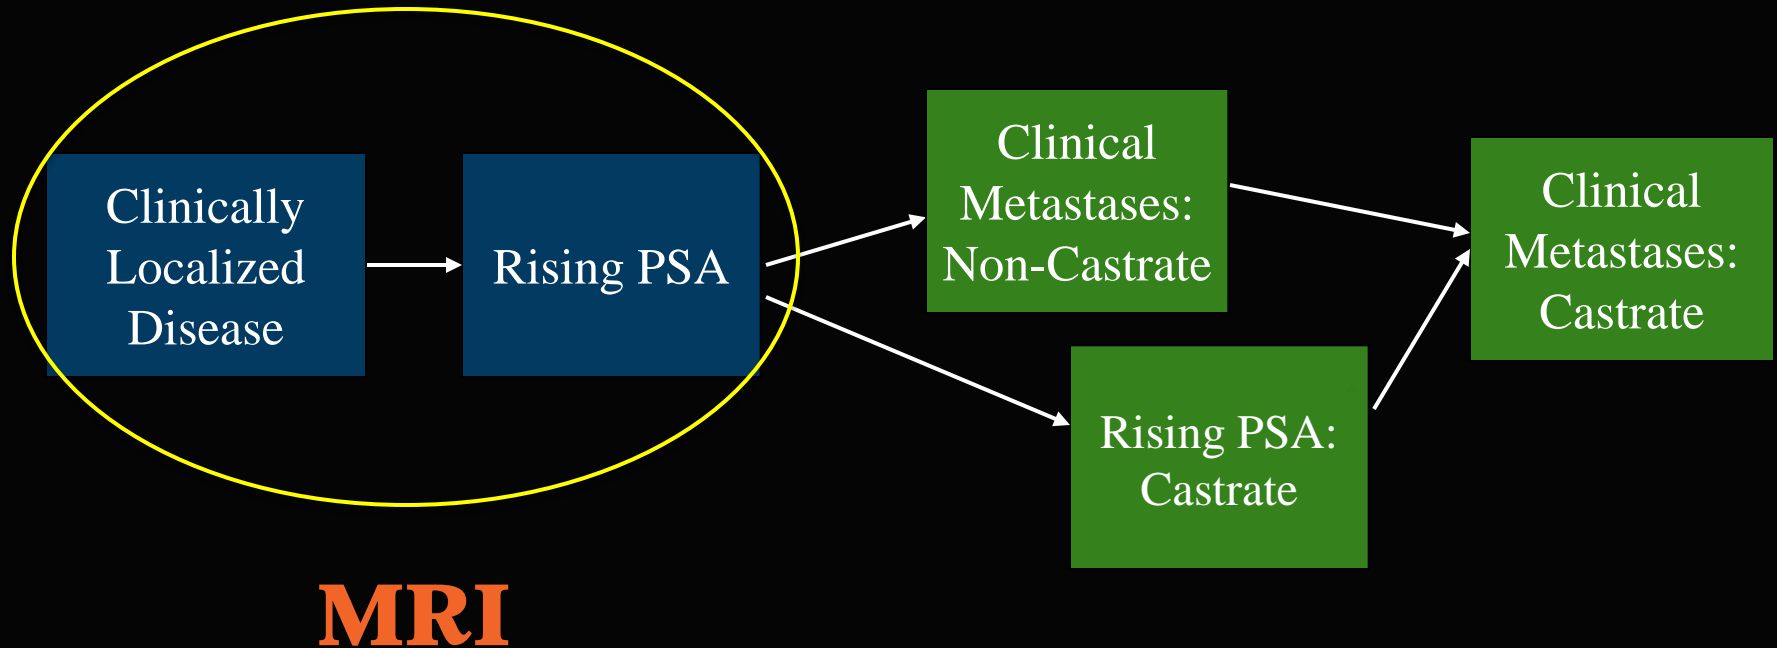 Clinically
Localized
Disease
Rising PSA
Clinical
Metastases:
Non-Castrate
Rising PSA:
Castrate
Clinical
Metastases:
Castrate
MRI